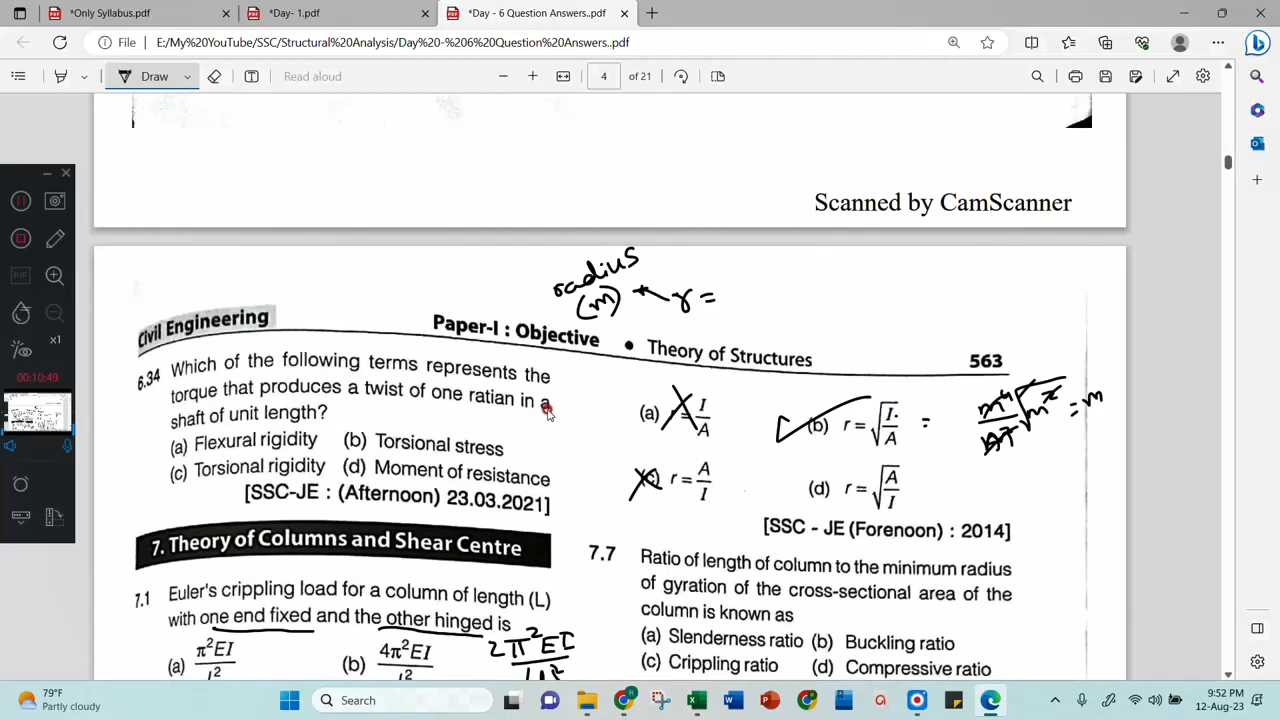 *Only Syllabus.pdf
*Day- 1.pdf
*Day - 6 Question Answers..pdf
File
E:/My%20YouTube/SSC/Structural%20Analysis/Day%20-%206%20Question%20Answers..pdf
Draw
Read aloud
4
of 21
Scanned by CamScanner
radius
(m) r =
Civil Engineering
Paper-I : Objective
• Theory of Structures
563
6.34 Which of the following terms represents the
torque that produces a twist of one ratian in a
shaft of unit length?
(a) Flexural rigidity (b) Torsional stress
(c) Torsional rigidity (d) Moment of resistance
[SSC-JE : (Afternoon) 23.03.2021]
7. Theory of Columns and Shear Centre
7.1 Euler's crippling load for a column of length (L)
with one end fixed and the other hinged is
(a) π²EI/L² (b) 4π²EI/L² 2π²EI
(a) r = I/A (b) r = √I/A = m⁴/m² √m² = m
(c) r = A/I (d) r = √A/I
[SSC - JE (Forenoon) : 2014]
7.7 Ratio of length of column to the minimum radius
of gyration of the cross-sectional area of the
column is known as
(a) Slenderness ratio (b) Buckling ratio
(c) Crippling ratio (d) Compressive ratio
PIP
x1
00:10:49
79°F
Partly cloudy
Search
9:52 PM
12-Aug-23